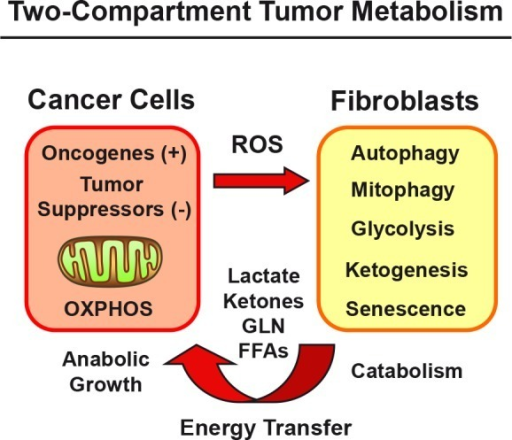 Two-Compartment Tumor Metabolism
Cancer Cells
Oncogenes (+)
Tumor
Suppressors (-)
OXPHOS
ROS
Fibroblasts
Autophagy
Mitophagy
Glycolysis
Ketogenesis
Senescence
Lactate
Ketones
GLN
FFAs
Anabolic
Growth
Catabolism
Energy Transfer